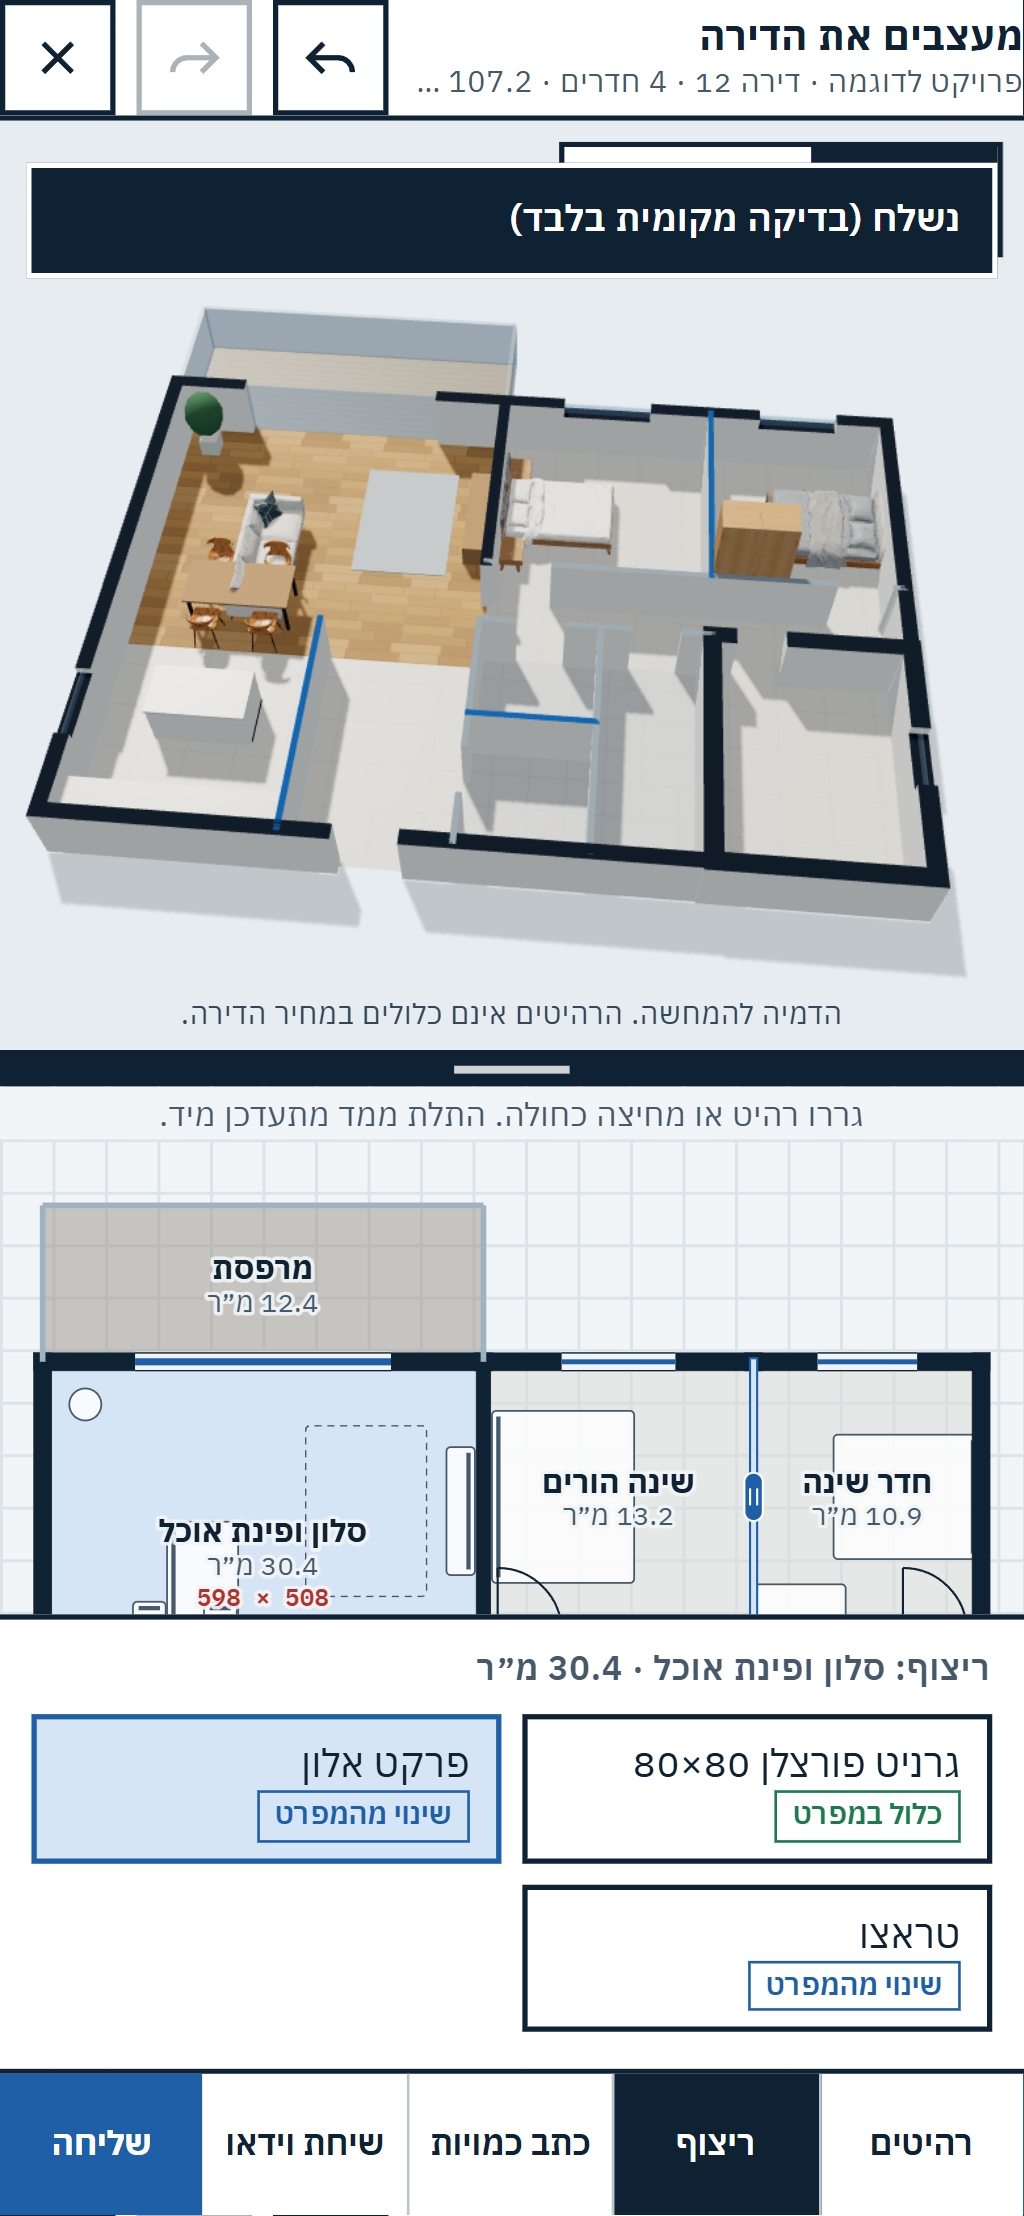 מעצבים את הדירה
פרויקט לדוגמה · דירה 12 · 4 חדרים · 107.2 ...
נשלח (בדיקה מקומית בלבד)
הדמיה להמחשה. הרהיטים אינם כלולים במחיר הדירה.
גררו רהיט או מחיצה כחולה. התלת ממד מתעדכן מיד.
מרפסת
12.4 מ״ר
חדר שינה
10.9 מ״ר
שינה הורים
13.2 מ״ר
סלון ופינת אוכל
30.4 מ״ר
598 × 508
ריצוף: סלון ופינת אוכל · 30.4 מ״ר
גרניט פורצלן 80×80
כלול במפרט
פרקט אלון
שינוי מהמפרט
טראצו
שינוי מהמפרט
רהיטים
ריצוף
כתב כמויות
שיחת וידאו
שליחה